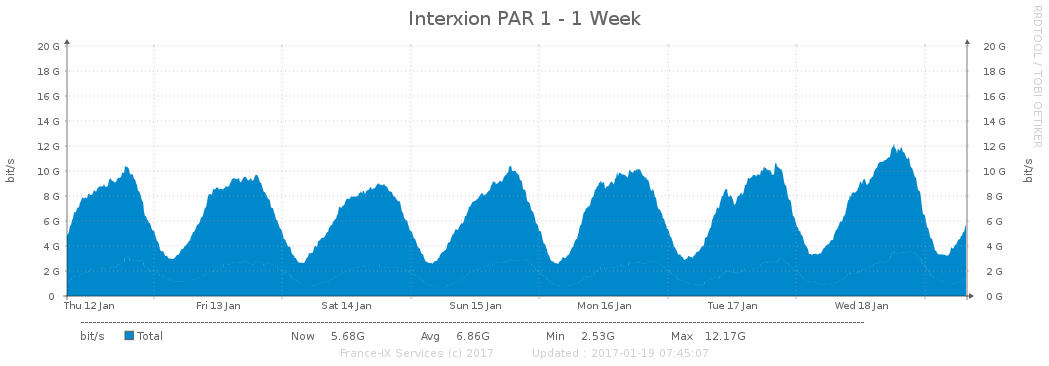 Interxion PAR 1 - 1 Week
RRDTOOL / TOBI OETIKER
20 G 20 G
18 G 18 G
16 G 16 G
14 G 14 G
12 G 12 G
10 G 10 G
8 G 8 G
6 G 6 G
4 G 4 G
2 G 2 G
0 0 G
bit/s
bit/s
Thu 12 Jan Fri 13 Jan Sat 14 Jan Sun 15 Jan Mon 16 Jan Tue 17 Jan Wed 18 Jan
bit/s Total Now 5.68G Avg 6.86G Min 2.53G Max 12.17G
France-IX Services (c) 2017 Updated : 2017-01-19 07:45:07